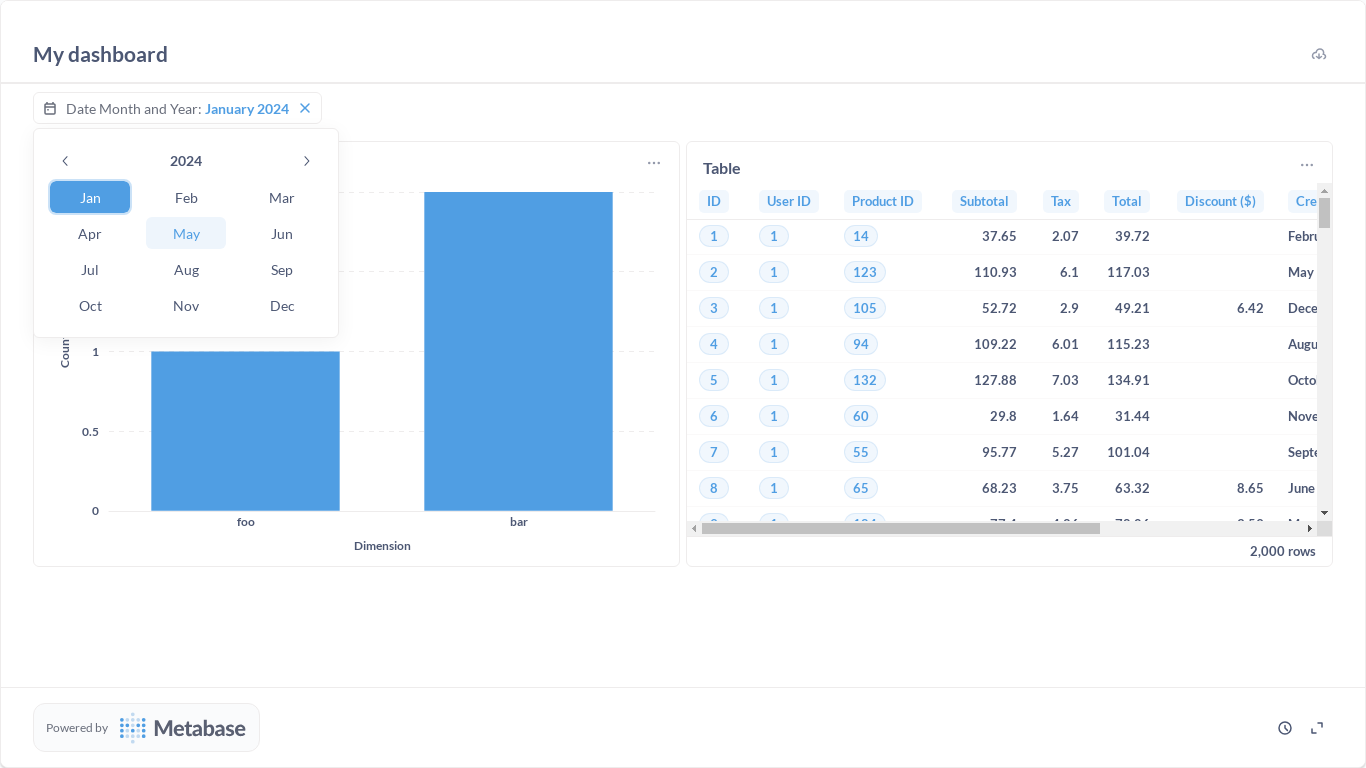 My dashboard
Date Month and Year: January 2024
2024
Jan Feb Mar
Apr May Jun
Jul Aug Sep
Oct Nov Dec
1
0.5
0
foo bar
Dimension
Table
ID User ID Product ID Subtotal Tax Total Discount ($) Cre
1 1 14 37.65 2.07 39.72 Febru
2 1 123 110.93 6.1 117.03 May
3 1 105 52.72 2.9 49.21 6.42 Dece
4 1 94 109.22 6.01 115.23 Augu
5 1 132 127.88 7.03 134.91 Octo
6 1 60 29.8 1.64 31.44 Nove
7 1 55 95.77 5.27 101.04 Septe
8 1 65 68.23 3.75 63.32 8.65 June
2,000 rows
Powered by Metabase